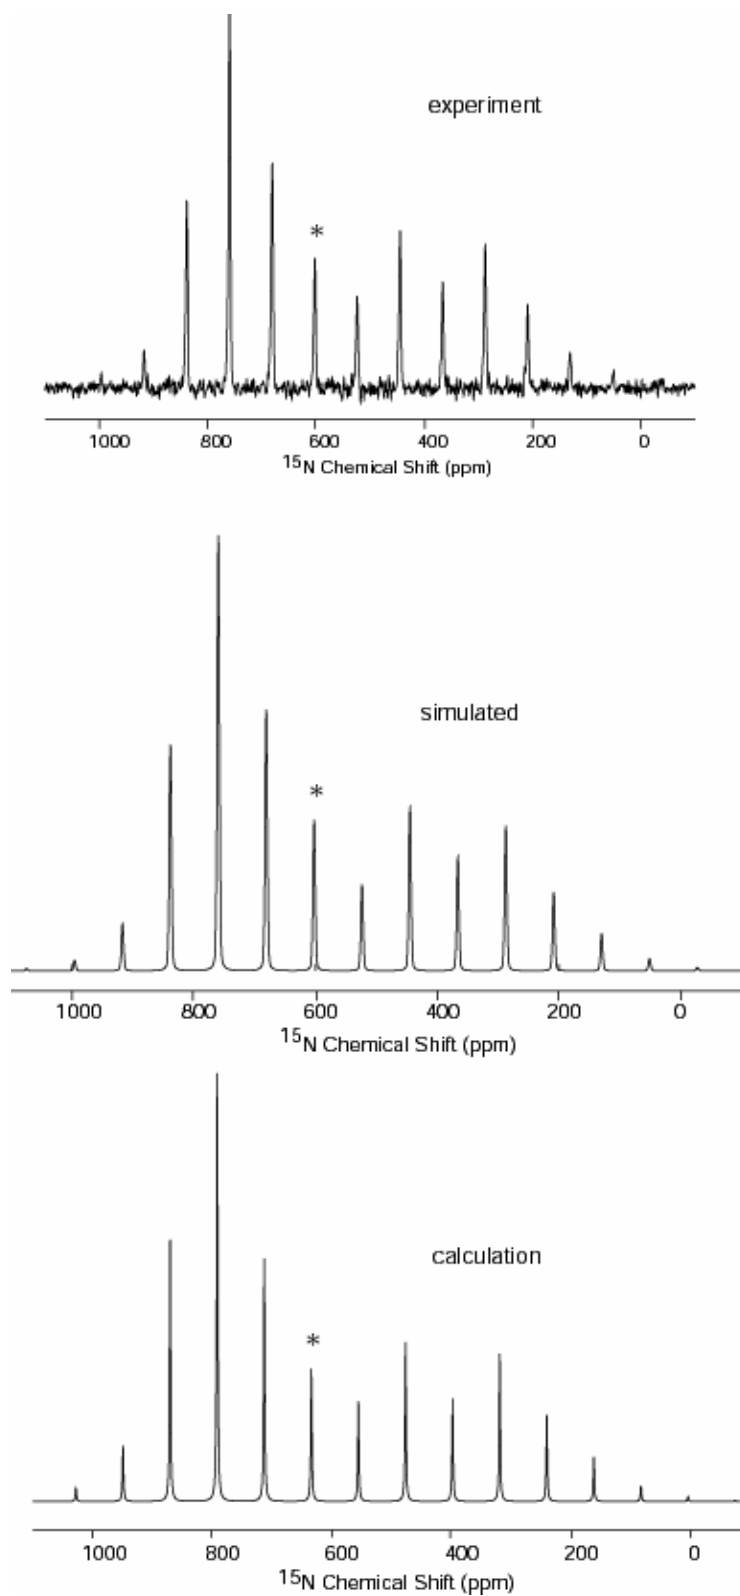 experiment
*
1000 800 600 400 200 0
15N Chemical Shift (ppm)
simulated
*
1000 800 600 400 200 0
15N Chemical Shift (ppm)
calculation
*
1000 800 600 400 200 0
15N Chemical Shift (ppm)